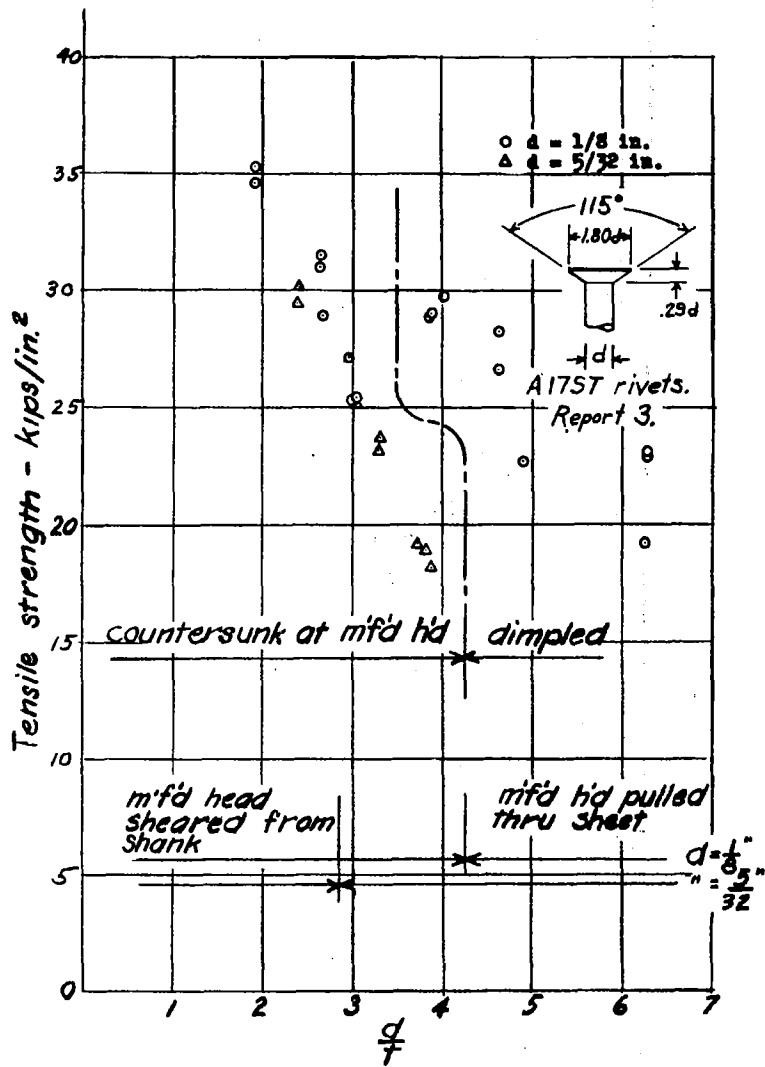 Tensile strength - kips/in.²
40
35
30
25
20
15
10
5
0
1 2 3 4 5 6 7
d/t
○ d = 1/8 in.
△ d = 5/32 in.
115°
1.80d
.29d
d
A17ST rivets.
Report 3.
countersunk at m'f'd h'd
dimpled
m'f'd head
sheared from
shank
m'f'd h'd pulled
thru sheet
d = 1/8"
" = 5/32"